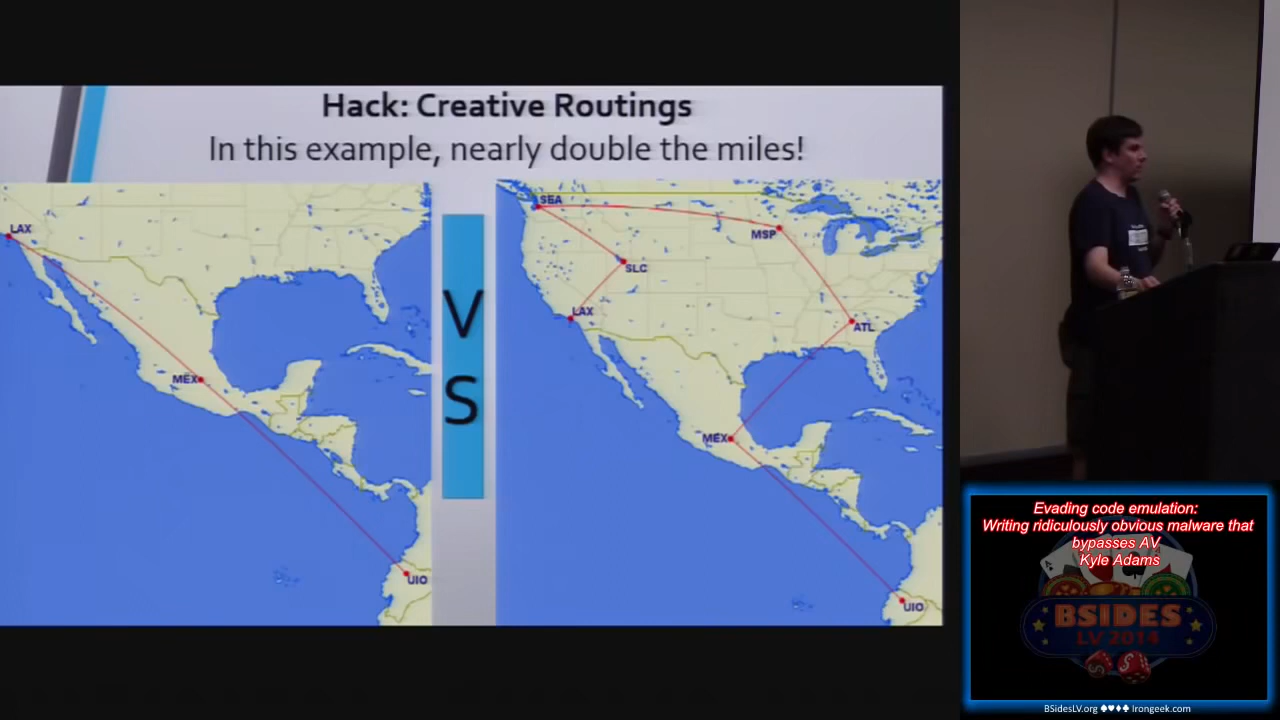 Hack: Creative Routings
In this example, nearly double the miles!
LAX
MEX
UIO
V
S
SEA
MSP
SLC
LAX
ATL
MEX
UIO
Evading code emulation:
Writing ridiculously obvious malware that
bypasses AV
Kyle Adams
BSIDES
LV 2014
BSidesLV.org ♠♥♦♣ Irongeek.com